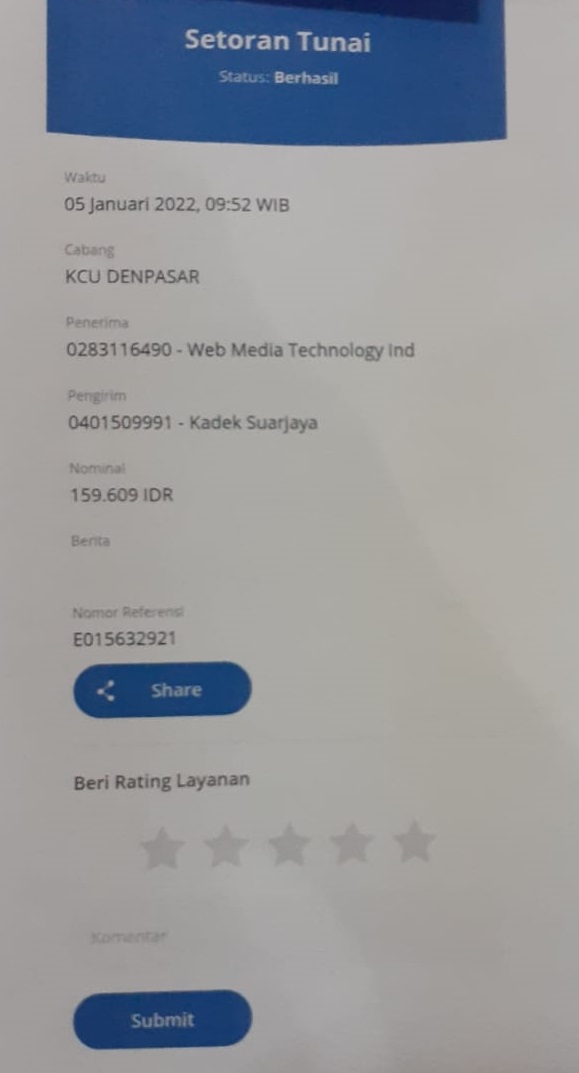 Setoran Tunai
Status: Berhasil
Waktu
05 Januari 2022, 09:52 WIB
Cabang
KCU DENPASAR
Penerima
0283116490 - Web Media Technology Ind
Pengirim
0401509991 - Kadek Suarjaya
Nominal
159.609 IDR
Berita
Nomor Referensi
E015632921
Share
Beri Rating Layanan
Komentar
Submit